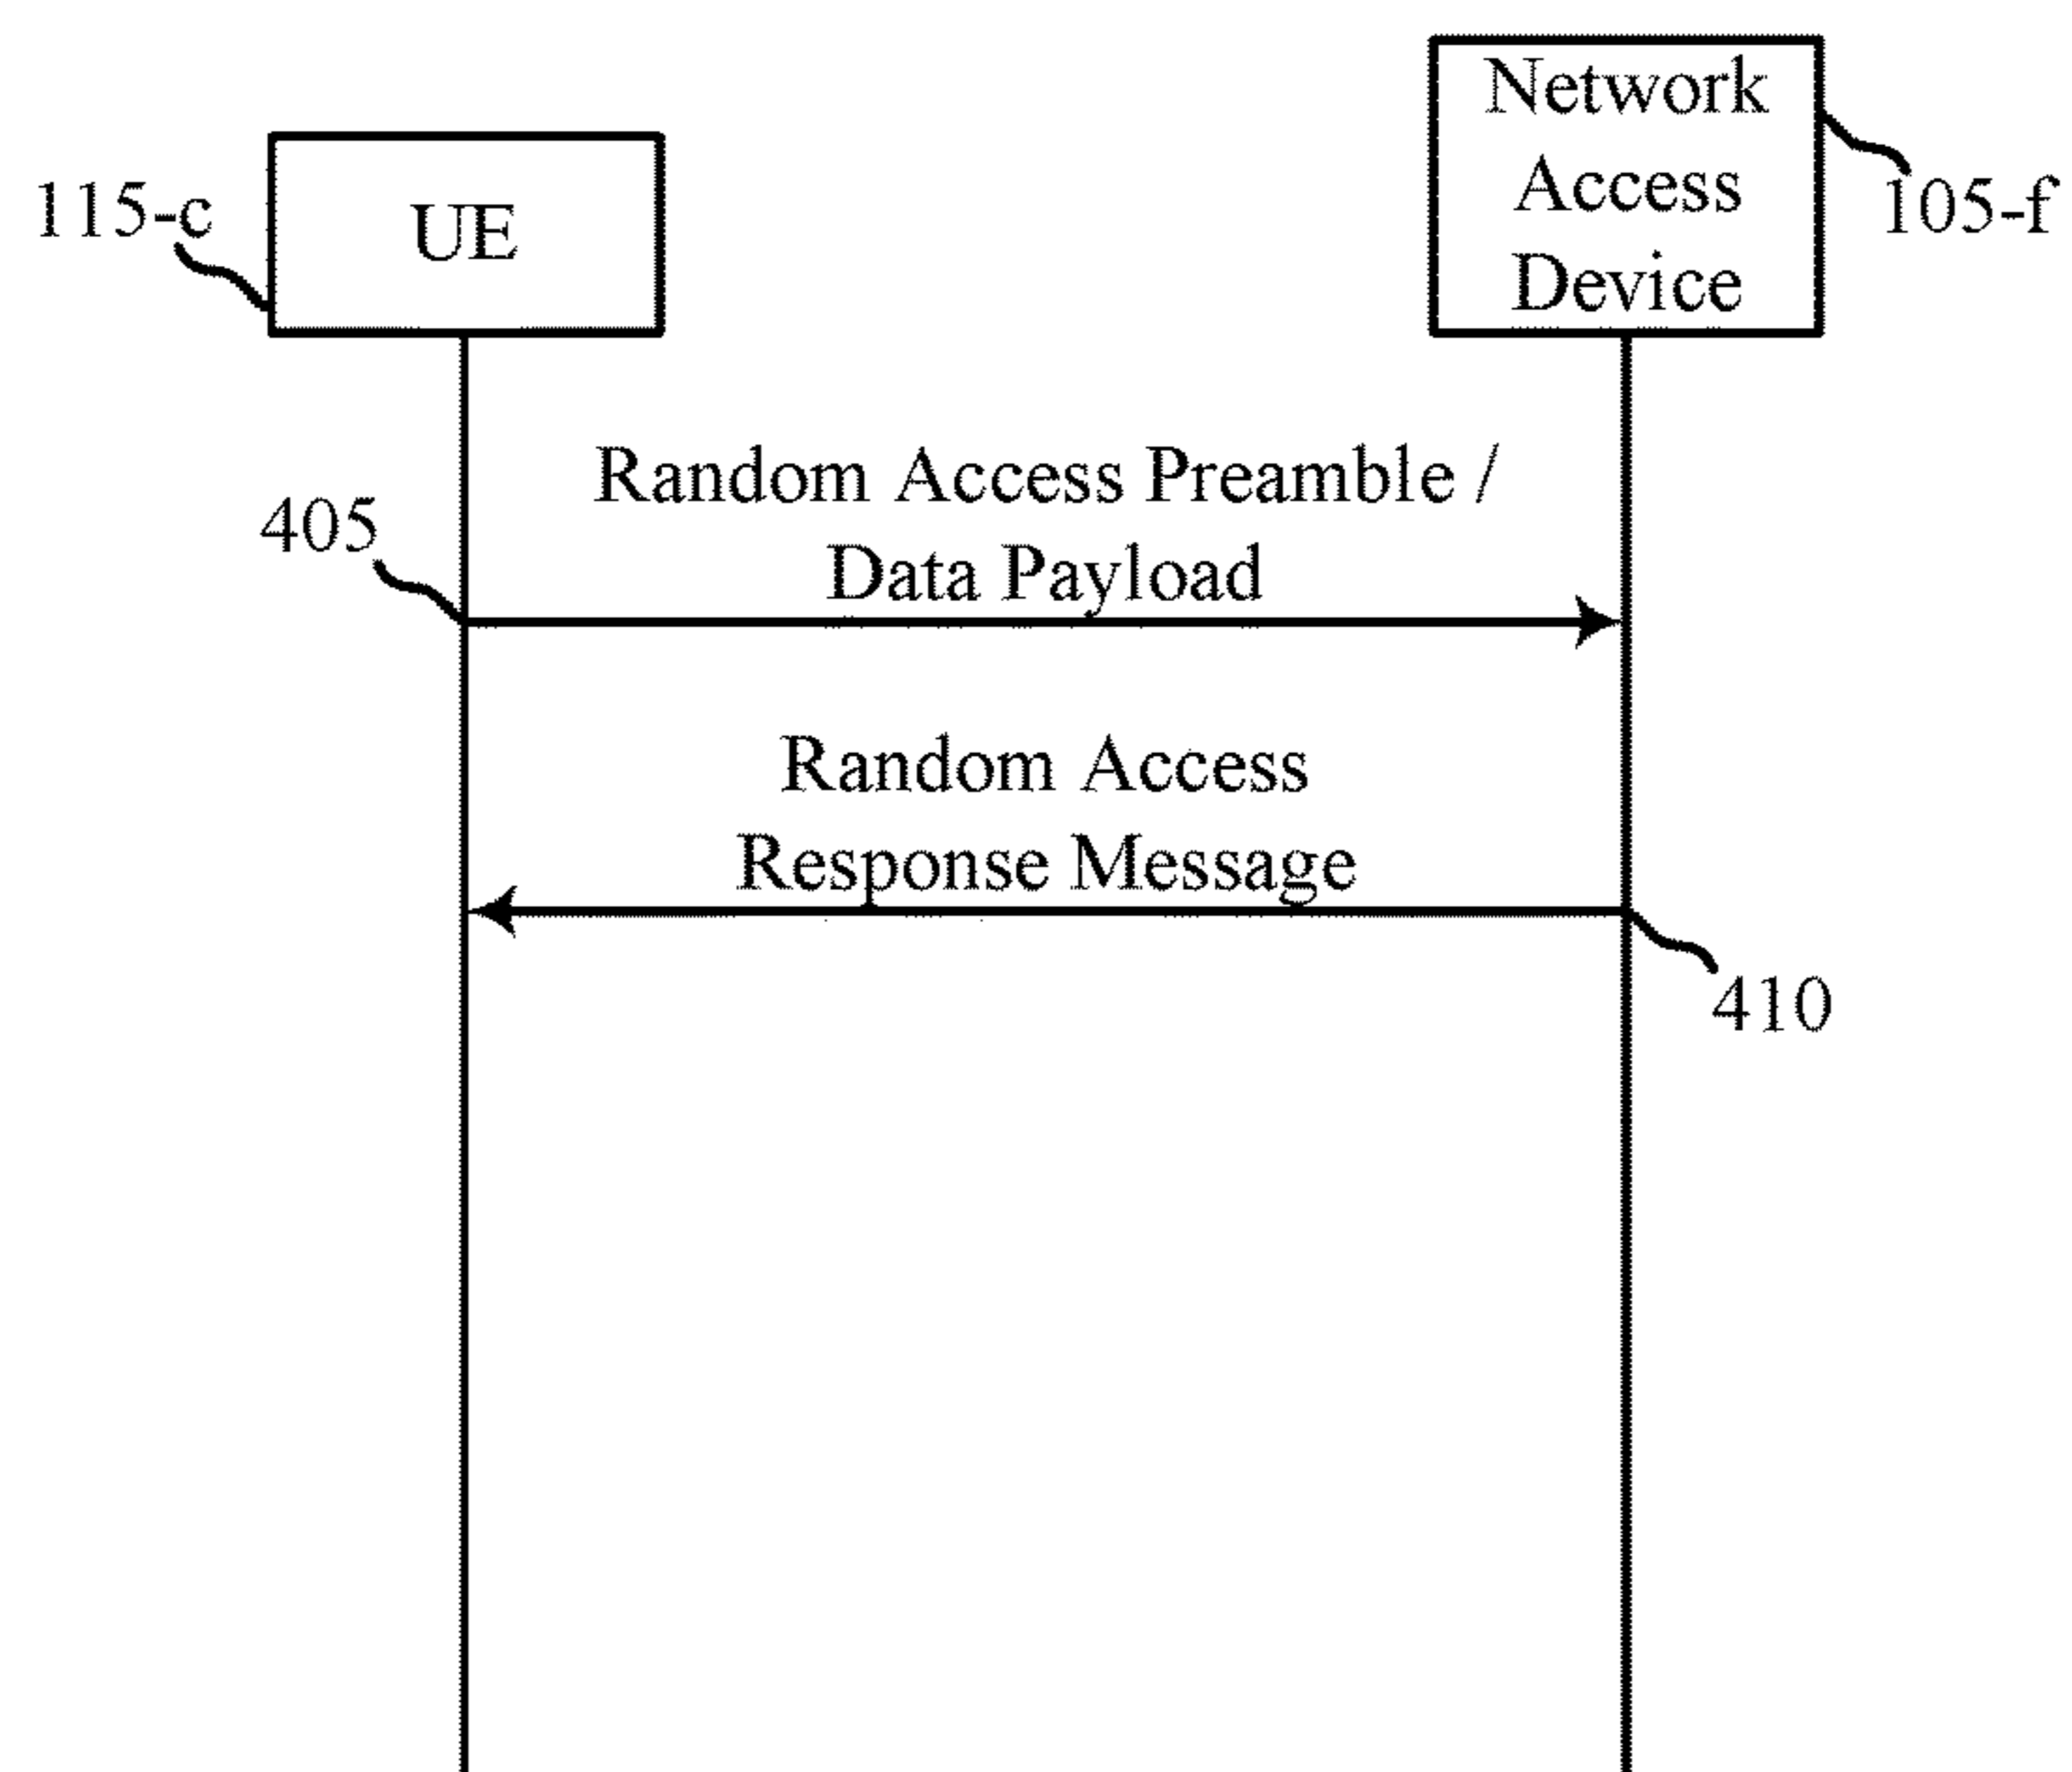 115-c
UE
Network
Access
Device
105-f
Random Access Preamble /
Data Payload
405
Random Access
Response Message
410